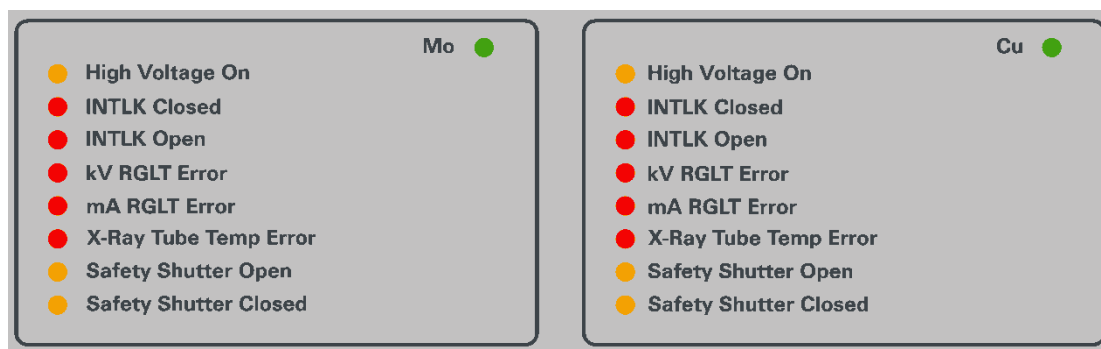 Mo
High Voltage On
INTLK Closed
INTLK Open
kV RGLT Error
mA RGLT Error
X-Ray Tube Temp Error
Safety Shutter Open
Safety Shutter Closed
Cu
High Voltage On
INTLK Closed
INTLK Open
kV RGLT Error
mA RGLT Error
X-Ray Tube Temp Error
Safety Shutter Open
Safety Shutter Closed